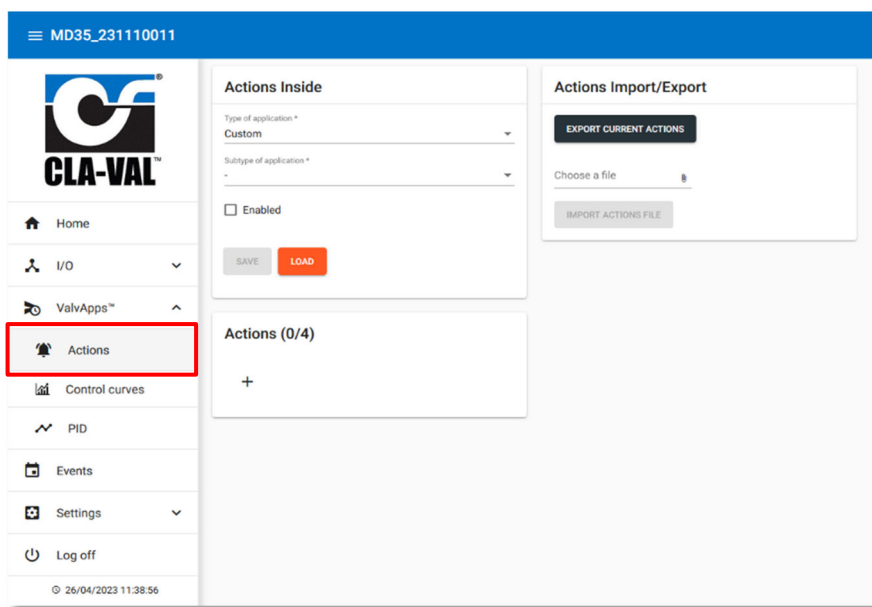 MD35_231110011
CLA-VAL™
Home
I/O
ValvApps™
Actions
Control curves
PID
Events
Settings
Log off
26/04/2023 11:38:56
Actions Inside
Type of application *
Custom
Subtype of application *
-
Enabled
SAVE LOAD
Actions (0/4)
+
Actions Import/Export
EXPORT CURRENT ACTIONS
Choose a file
IMPORT ACTIONS FILE